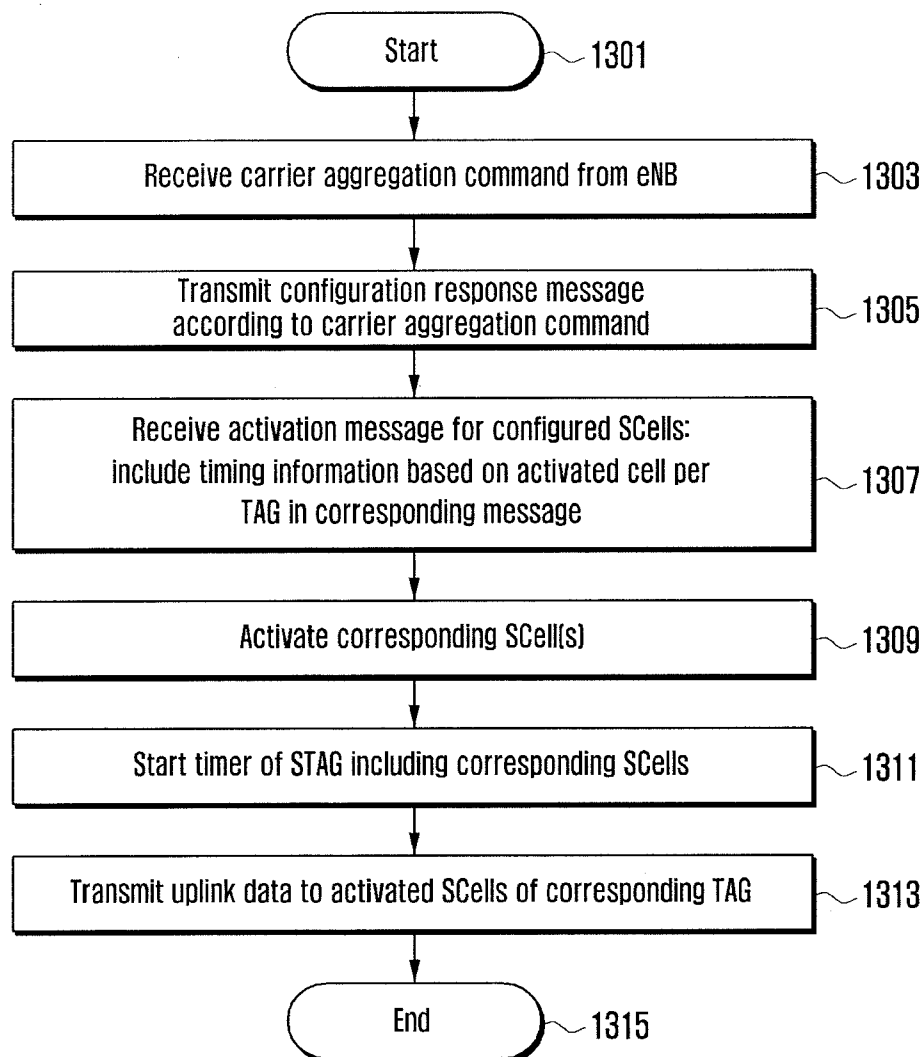 Start
1301
Receive carrier aggregation command from eNB
1303
Transmit configuration response message
according to carrier aggregation command
1305
Receive activation message for configured SCells:
include timing information based on activated cell per
TAG in corresponding message
1307
Activate corresponding SCell(s)
1309
Start timer of STAG including corresponding SCells
1311
Transmit uplink data to activated SCells of corresponding TAG
1313
End
1315